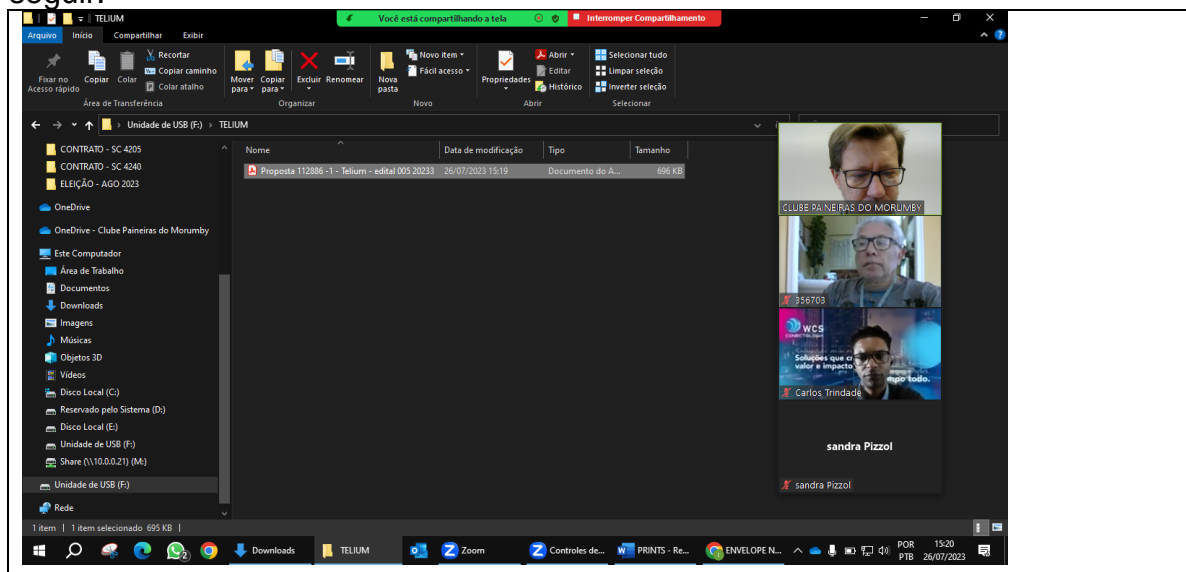 seguir.
TELIUM
Você está compartilhando a tela
Interromper Compartilhamento
Arquivo Início Compartilhar Exibir
Fixar no Acesso rápido
Copiar
Colar
Recortar
Copiar caminho
Colar atalho
Mover para
Copiar para
Excluir
Renomear
Nova pasta
Novo item
Fácil acesso
Propriedades
Abrir
Editar
Histórico
Selecionar tudo
Limpar seleção
Inverter seleção
Área de Transferência Organizar Novo Abrir Selecionar
Unidade de USB (F:) > TELIUM
Nome Data de modificação Tipo Tamanho
Proposta 112886 -1 - Telium - edital 005 20233 26/07/2023 15:19 Documento do A... 696 KB
CONTRATO - SC 4205
CONTRATO - SC 4240
ELEIÇÃO - AGO 2023
OneDrive
OneDrive - Clube Paineiras do Morumby
Este Computador
Área de Trabalho
Documentos
Downloads
Imagens
Músicas
Objetos 3D
Vídeos
Disco Local (C:)
Reservado pelo Sistema (D:)
Disco Local (E:)
Unidade de USB (F:)
Share (\\10.0.0.21) (M:)
Unidade de USB (F:)
Rede
CLUBE PAINEIRAS DO MORUMBY
356703
WCS
Soluções que
valor e impacto
mpo todo.
Carlos Trindade
sandra Pizzol
sandra Pizzol
1 item 1 item selecionado 695 KB
Downloads TELIUM Zoom Controles de... PRINTS - Re... ENVELOPE N...
POR 15:20
PTB 26/07/2023